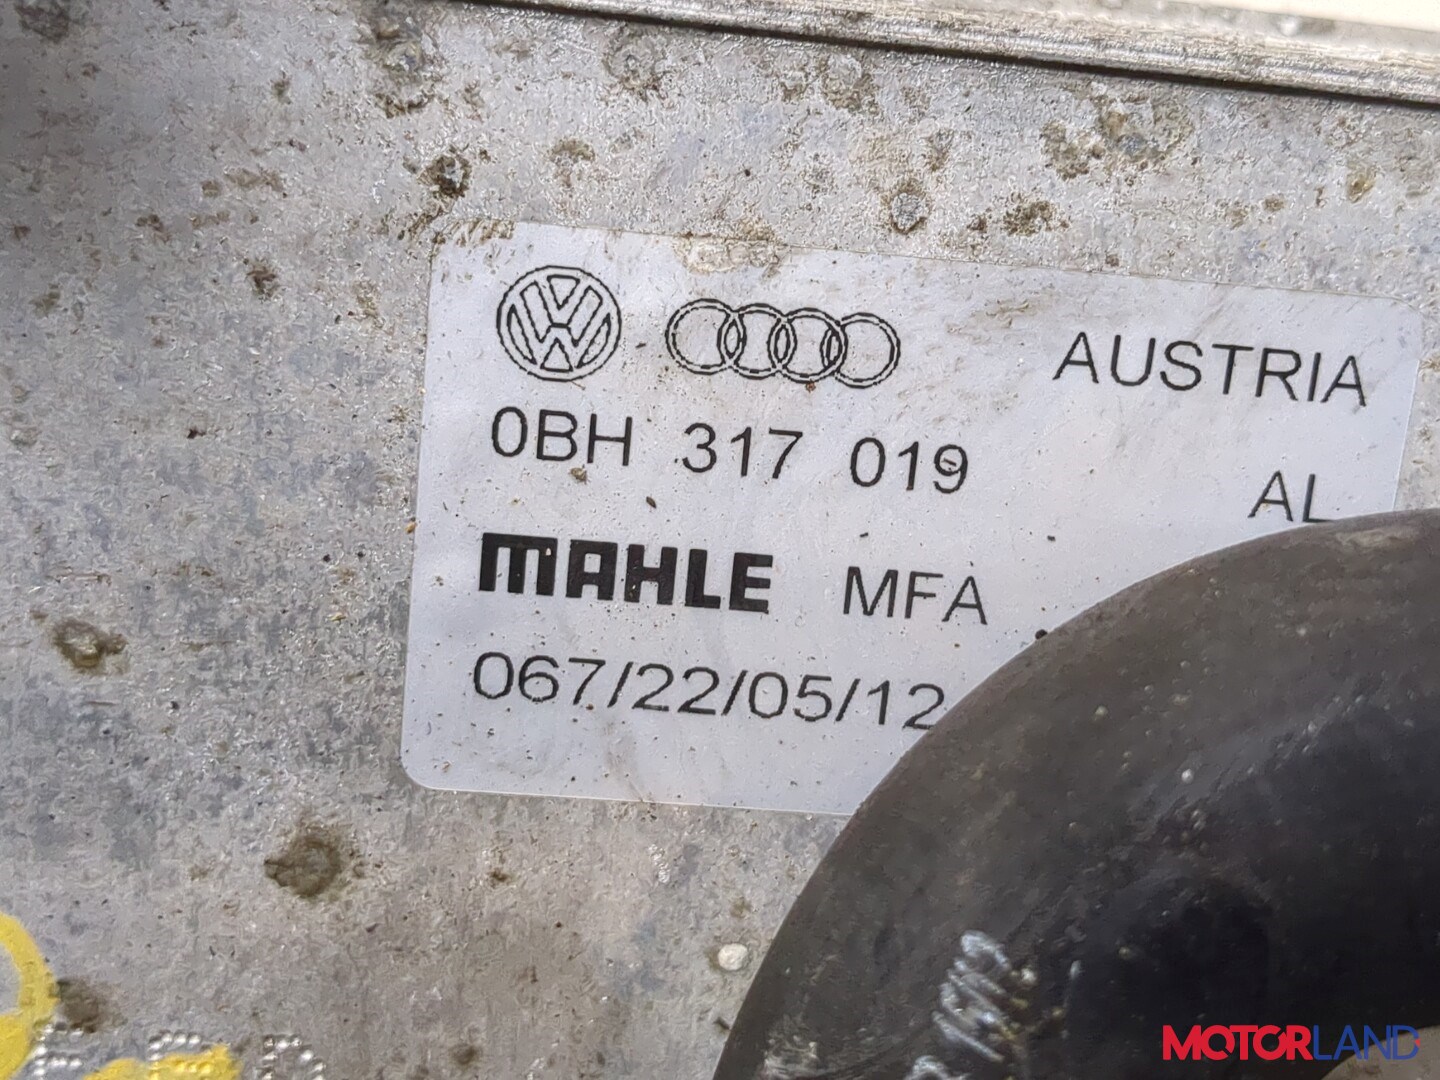 AUSTRIA
0BH 317 019
AL
MAHLE MFA
067/22/05/12
MOTORLAND